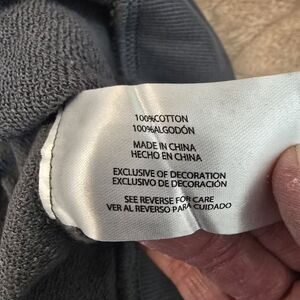 100%COTTON
100%ALGODÓN
MADE IN CHINA
HECHO EN CHINA
EXCLUSIVE OF DECORATION
EXCLUSIVO DE DECORACIÓN
SEE REVERSE FOR CARE
VER AL REVERSO PARA CUIDADO